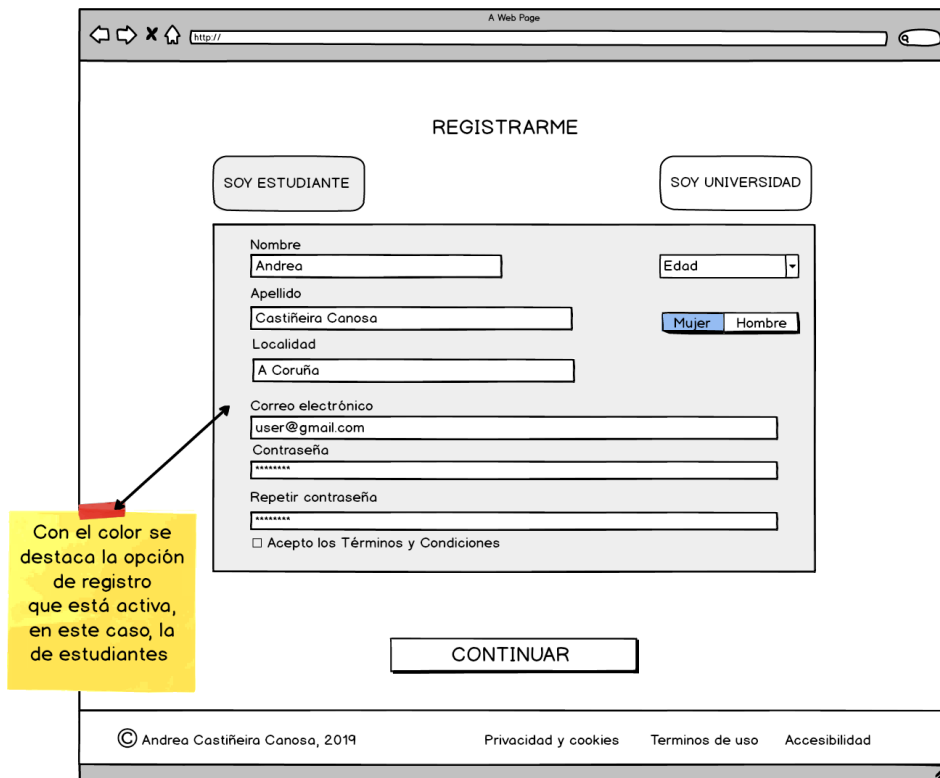 A Web Page
http://
REGISTRARME
SOY ESTUDIANTE
SOY UNIVERSIDAD
Nombre
Andrea
Edad
Apellido
Castiñeira Canosa
Mujer Hombre
Localidad
A Coruña
Correo electrónico
user@gmail.com
Contraseña
********
Repetir contraseña
********
Acepto los Términos y Condiciones
Con el color se
destaca la opción
de registro
que está activa,
en este caso, la
de estudiantes
CONTINUAR
© Andrea Castiñeira Canosa, 2019
Privacidad y cookies
Terminos de uso
Accesibilidad